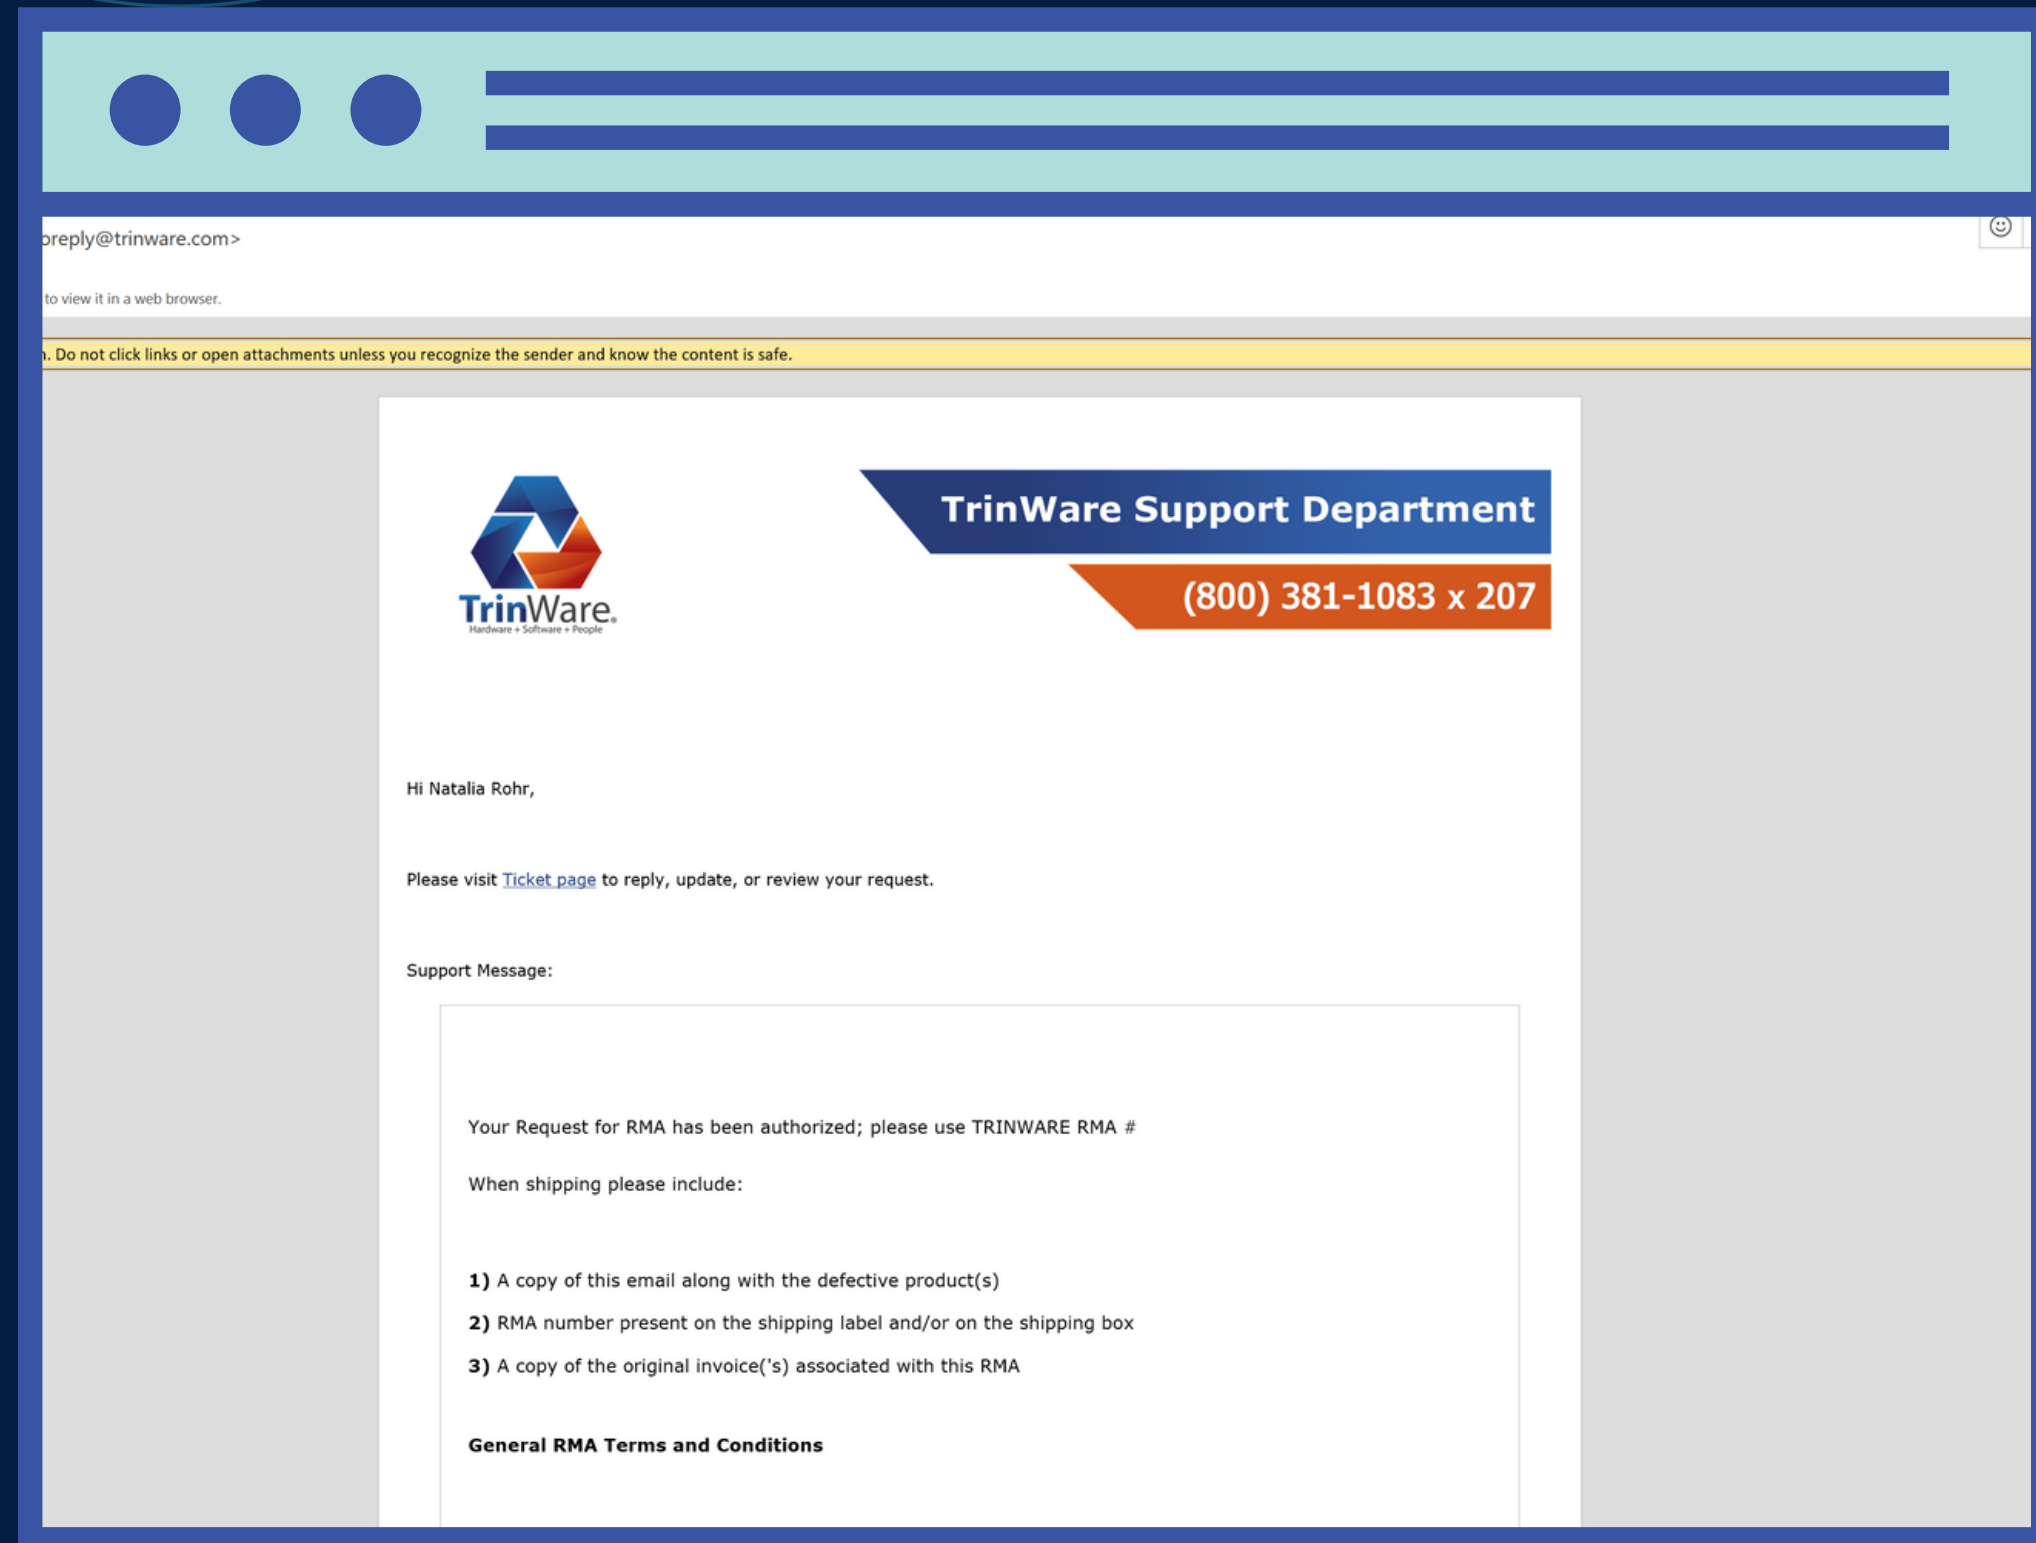 oreply@trinware.com>
to view it in a web browser.
. Do not click links or open attachments unless you recognize the sender and know the content is safe.
TrinWare Support Department
(800) 381-1083 x 207
TrinWare®
Hardware + Software + People
Hi Natalia Rohr,
Please visit Ticket page to reply, update, or review your request.
Support Message:
Your Request for RMA has been authorized; please use TRINWARE RMA #
When shipping please include:
1) A copy of this email along with the defective product(s)
2) RMA number present on the shipping label and/or on the shipping box
3) A copy of the original invoice('s) associated with this RMA
General RMA Terms and Conditions